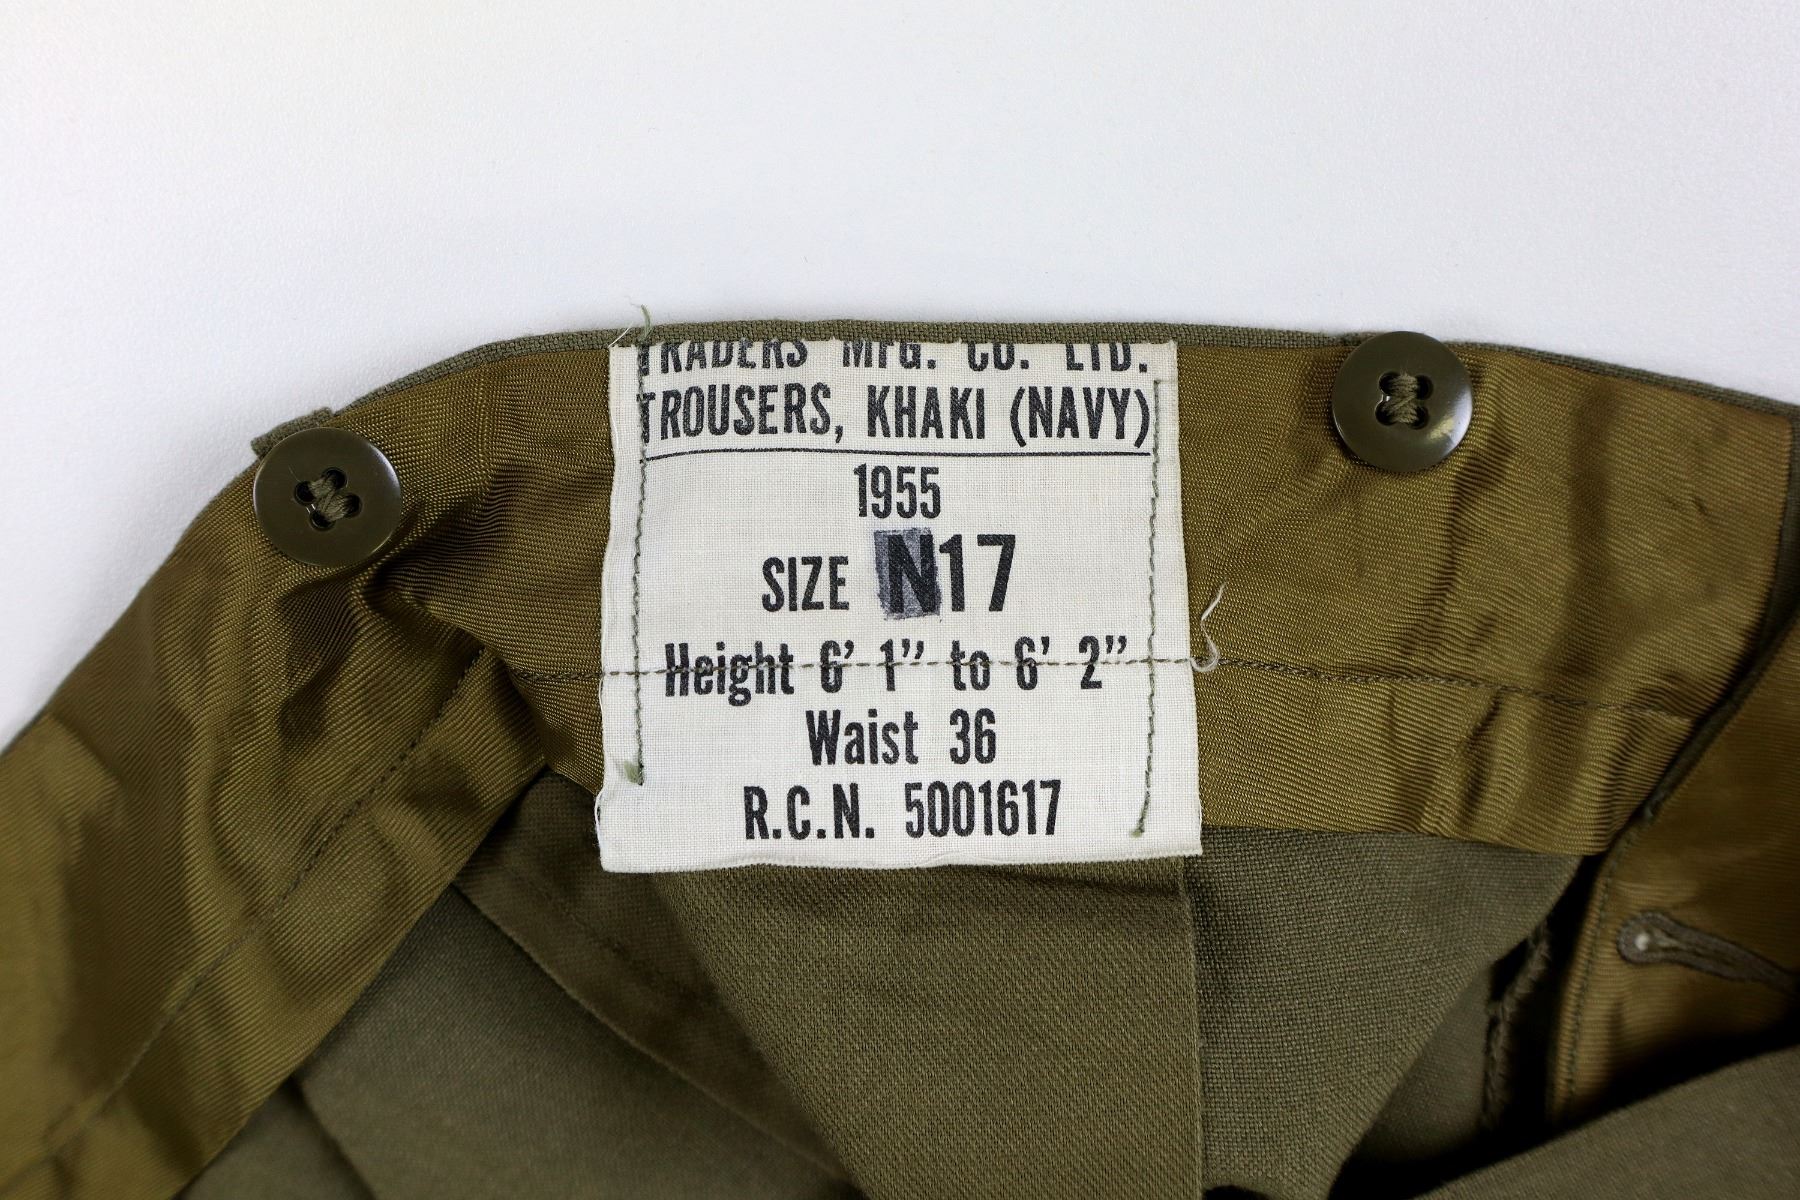 TRADERS MFG. CO. LTD.
TROUSERS, KHAKI (NAVY)
1955
SIZE N17
Height 6' 1" to 6' 2"
Waist 36
R.C.N. 5001617